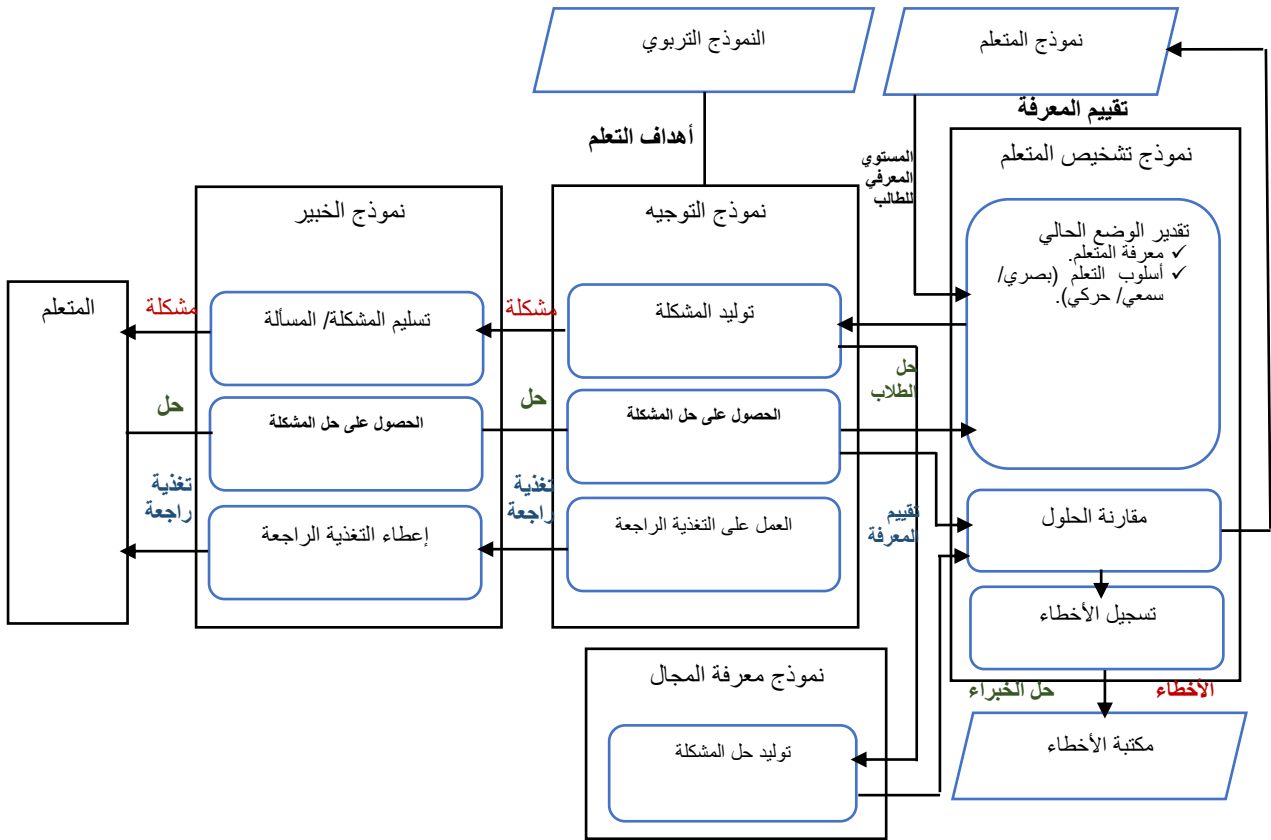 نموذج المتعلم
النموذج التربوي
تقييم المعرفة
أهداف التعلم
نموذج تشخيص المتعلم
المستوي
المعرفي
للطالب
نموذج التوجيه
نموذج الخبير
تقدير الوضع الحالي
✓ معرفة المتعلم.
✓ أسلوب التعلم (بصري/
سمعي/ حركي).
المتعلم
مشكلة
تسليم المشكلة/ المسألة
مشكلة
توليد المشكلة
حل
الطلاب
حل
الحصول على حل المشكلة
حل
الحصول على حل المشكلة
تغذية
راجعة
إعطاء التغذية الراجعة
تغذية
راجعة
العمل على التغذية الراجعة
تقييم
المعرفة
مقارنة الحلول
تسجيل الأخطاء
نموذج معرفة المجال
حل الخبراء
الأخطاء
توليد حل المشكلة
مكتبة الأخطاء